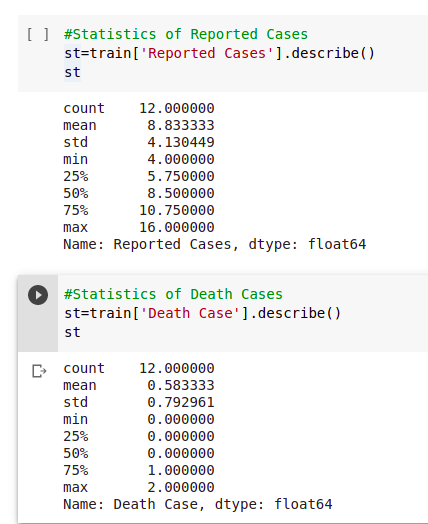 [ ] #Statistics of Reported Cases
st=train['Reported Cases'].describe()
st
count    12.000000
mean      8.833333
std       4.130449
min       4.000000
25%       5.750000
50%       8.500000
75%      10.750000
max      16.000000
Name: Reported Cases, dtype: float64
#Statistics of Death Cases
st=train['Death Case'].describe()
st
count    12.000000
mean      0.583333
std       0.792961
min       0.000000
25%       0.000000
50%       0.000000
75%       1.000000
max       2.000000
Name: Death Case, dtype: float64